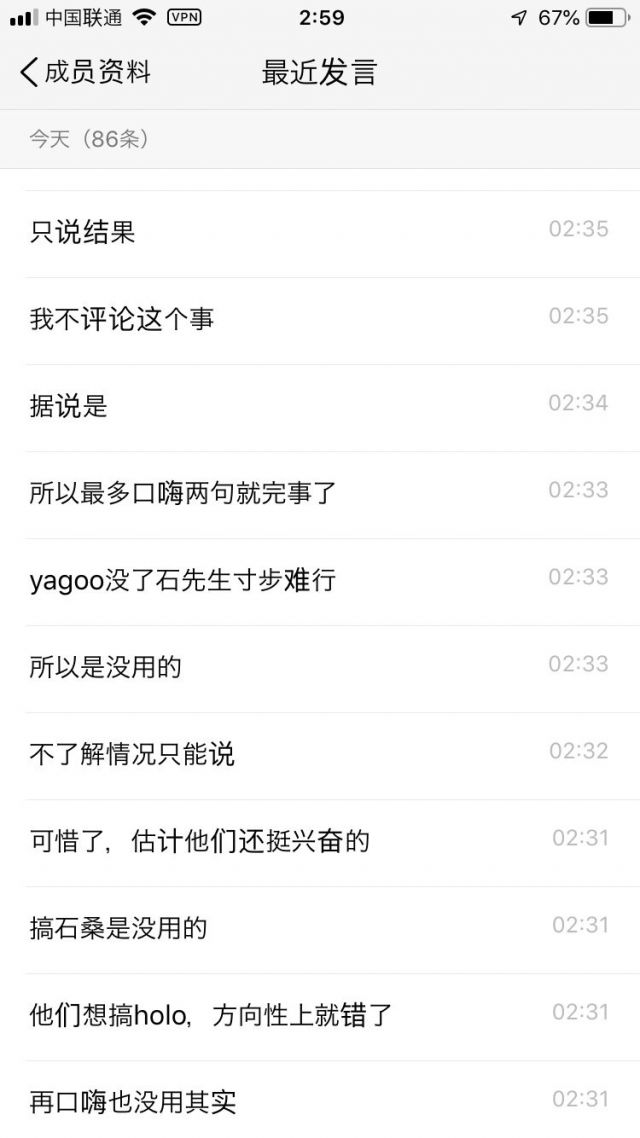 中国联通 VPN 2:59 67%
成员资料 最近发言
今天（86条）
只说结果 02:35
我不评论这个事 02:35
据说是 02:34
所以最多口嗨两句就完事了 02:33
yagoo没了石先生寸步难行 02:33
所以是没用的 02:33
不了解情况只能说 02:32
可惜了，估计他们还挺兴奋的 02:31
搞石桑是没用的 02:31
他们想搞holo，方向性上就错了 02:31
再口嗨也没用其实 02:31